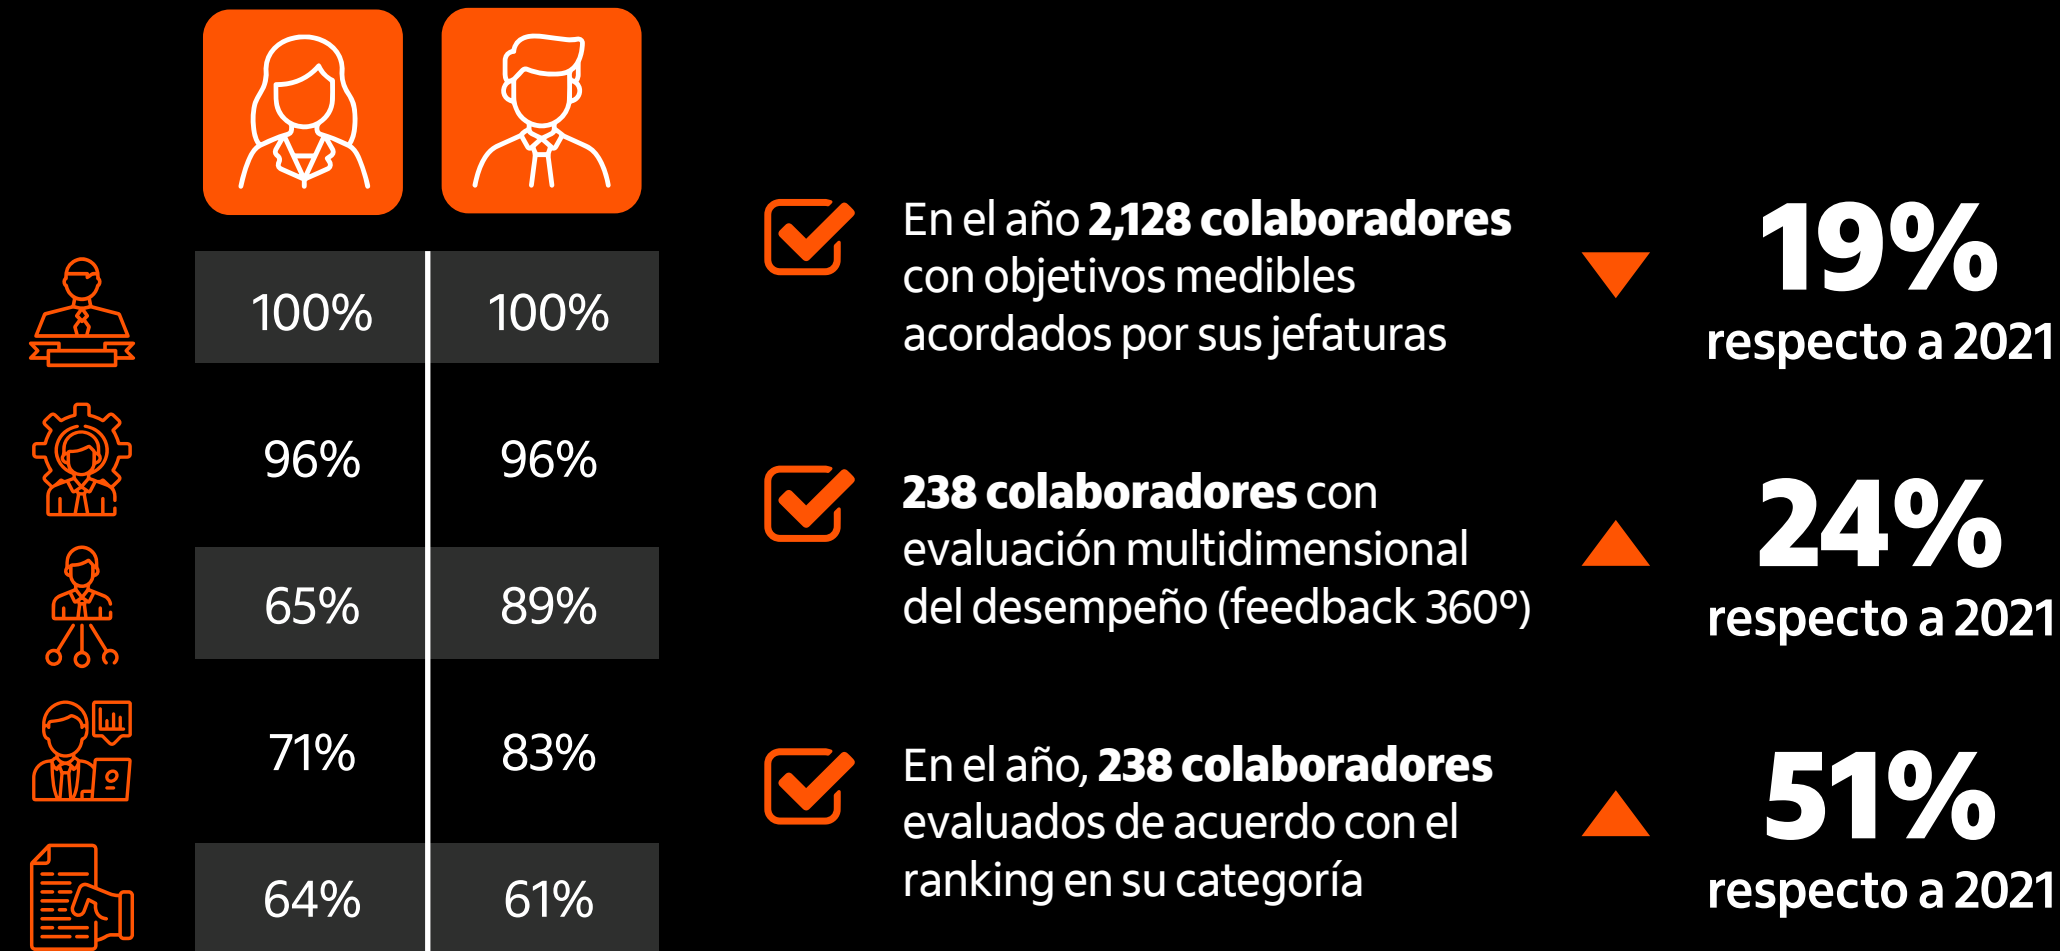 100% 100%
96% 96%
65% 89%
71% 83%
64% 61%
En el año 2,128 colaboradores
con objetivos medibles
acordados por sus jefaturas
19%
respecto a 2021
238 colaboradores con
evaluación multidimensional
del desempeño (feedback 360º)
24%
respecto a 2021
En el año, 238 colaboradores
evaluados de acuerdo con el
ranking en su categoría
51%
respecto a 2021